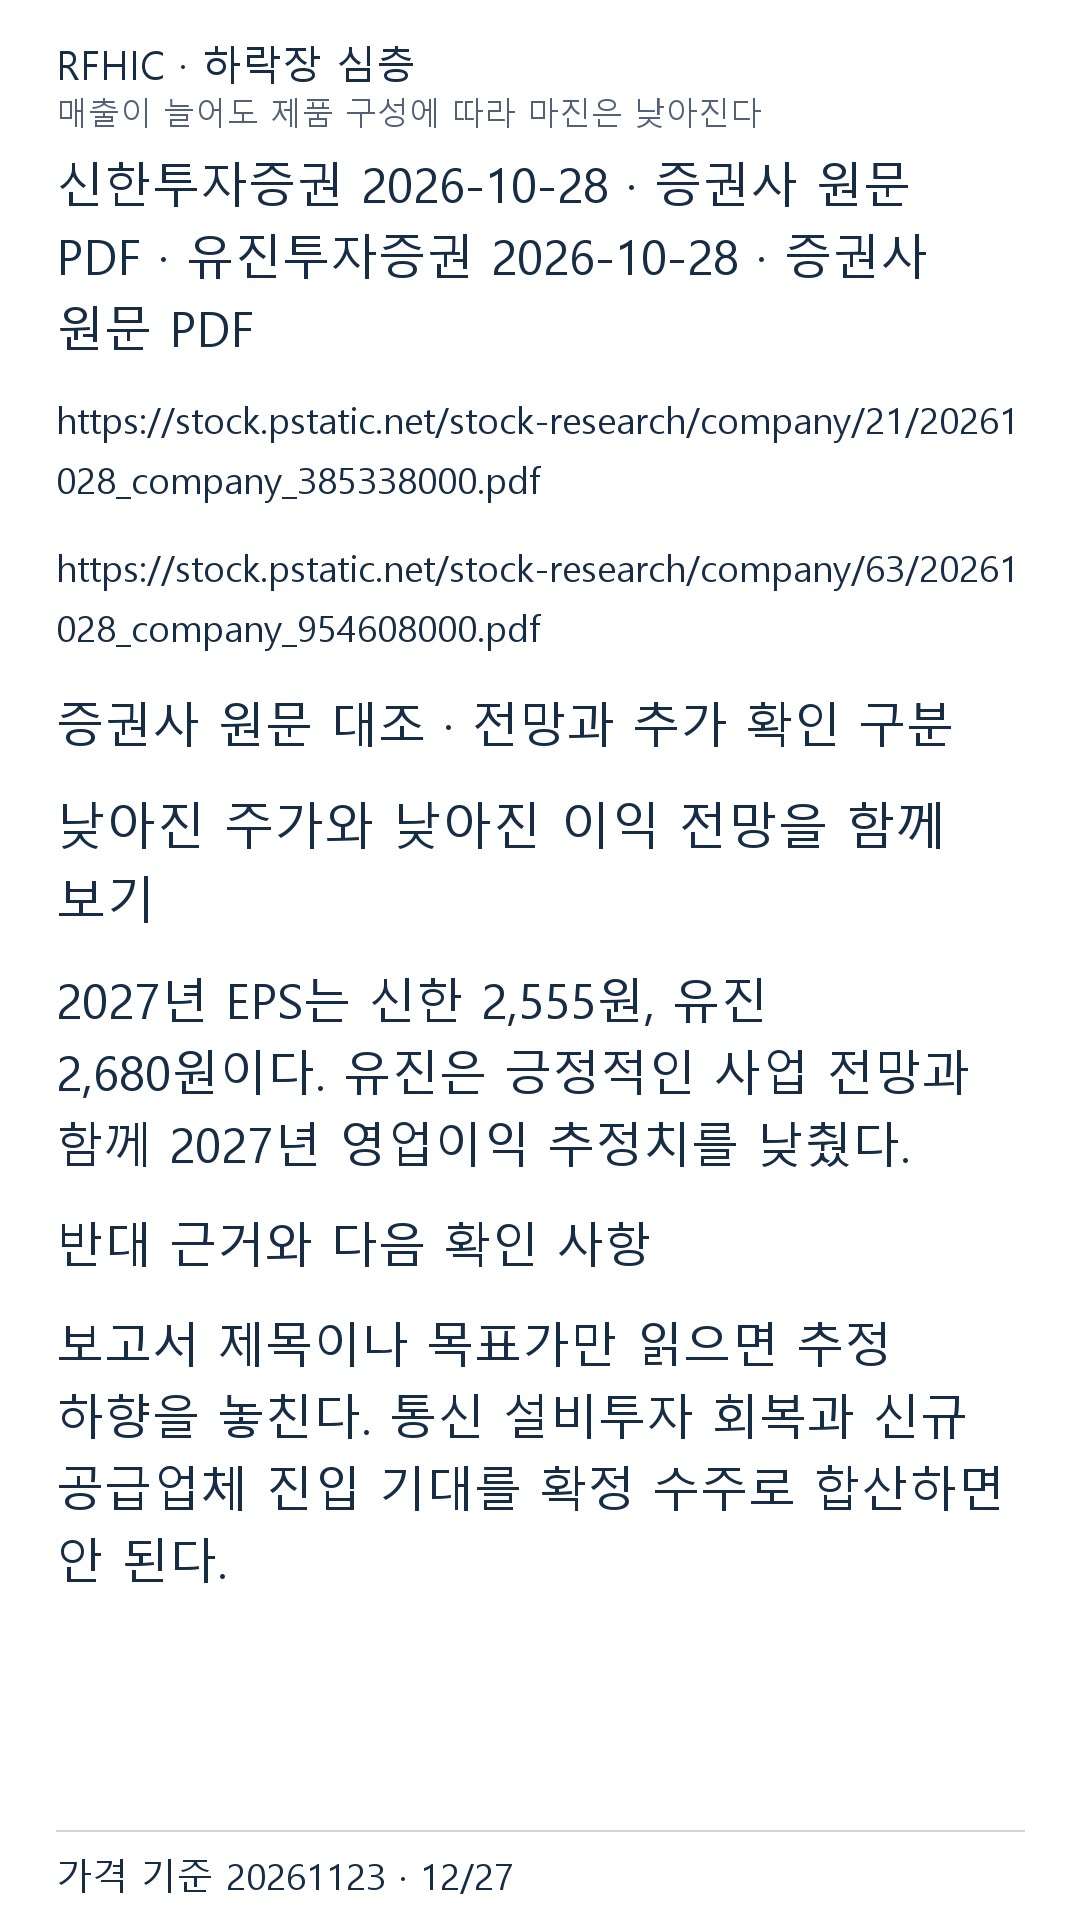 RFHIC · 하락장 심층
매출이 늘어도 제품 구성에 따라 마진은 낮아진다
신한투자증권 2026-10-28 · 증권사 원문
PDF · 유진투자증권 2026-10-28 · 증권사
원문 PDF
https://stock.pstatic.net/stock-research/company/21/20261
028_company_385338000.pdf
https://stock.pstatic.net/stock-research/company/63/20261
028_company_954608000.pdf
증권사 원문 대조 · 전망과 추가 확인 구분
낮아진 주가와 낮아진 이익 전망을 함께
보기
2027년 EPS는 신한 2,555원, 유진
2,680원이다. 유진은 긍정적인 사업 전망과
함께 2027년 영업이익 추정치를 낮췄다.
반대 근거와 다음 확인 사항
보고서 제목이나 목표가만 읽으면 추정
하향을 놓친다. 통신 설비투자 회복과 신규
공급업체 진입 기대를 확정 수주로 합산하면
안 된다.
가격 기준 20261123 · 12/27